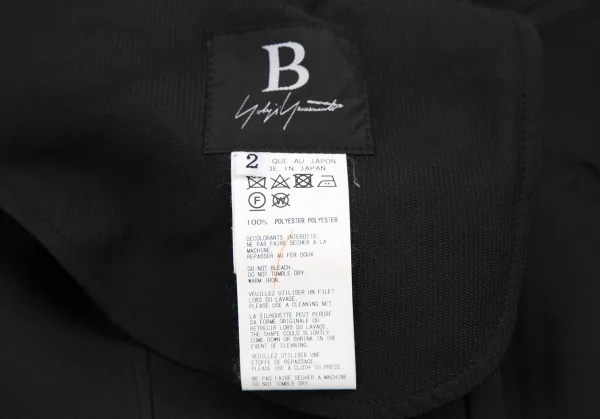 B
Yohji Yamamoto
2
QUE AU JAPON
DE IN JAPAN
F W
100% POLYESTER POLYESTER
DECOLORANTS INTERDITS.
NE PAS FAIRE SECHER A LA
MACHINE.
REPASSER AU FER DOUX.
DO NOT BLEACH.
DO NOT TUMBLE DRY.
WARM IRON.
VEUILLEZ UTILISER UN FILET
LORS DU LAVAGE.
PLEASE USE A CLEANING NET.
LA SILHOUETTE PEUT PERDRE
SA FORME ORIGINALE OU
RETRECIR LORS DU LAVAGE.
THE SHAPE COULD SLIGHTLY
COME DOWN OR SHRINK IN THE
EVENT OF CLEANING.
VEUILLEZ UTILISER UNE
ETOFFE DE REPASSAGE.
PLEASE USE A CLOTH TO PRESS.
NE PAS FAIRE SECHER A MACHINE
DO NOT TUMBLE DRY.